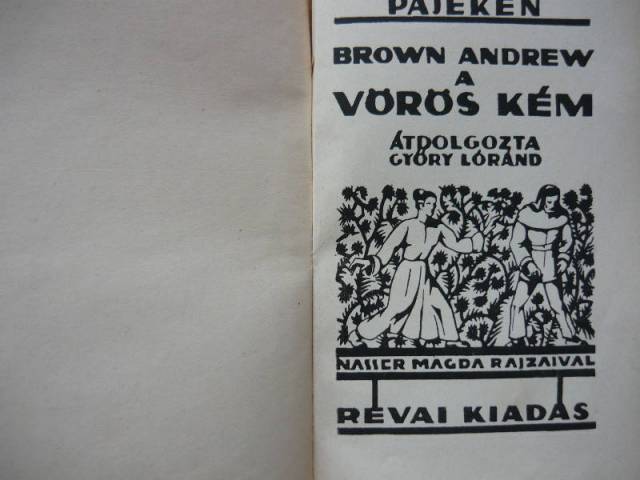 PAJEKEN
BROWN ANDREW
A
VÖRÖS KÉM
ÁTDOLGOZTA
GYŐRY LÓRÁND
NASSER MAGDA RAJZAIVAL
RÉVAI KIADÁS